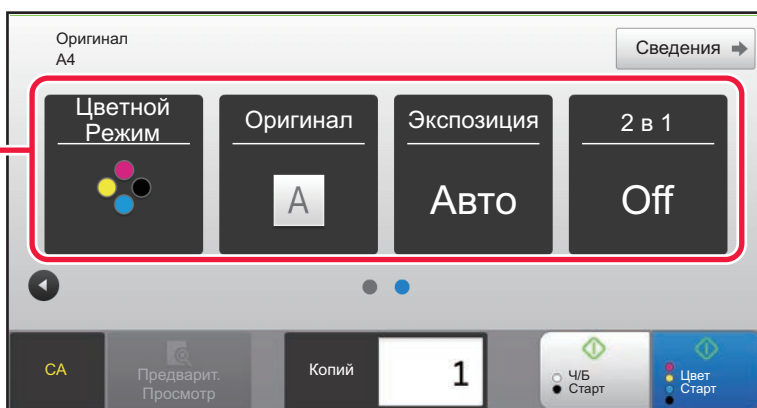 Оригинал
A4
Сведения
Цветной
Режим
Оригинал
A
Экспозиция
Авто
2 в 1
Off
CA
Предварит.
Просмотр
Копий
1
Ч/Б
Старт
Цвет
Старт